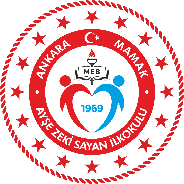 ANKARA MAMAK
MEB
1969
AYŞE ZEKİ SAYAN İLKOKULU